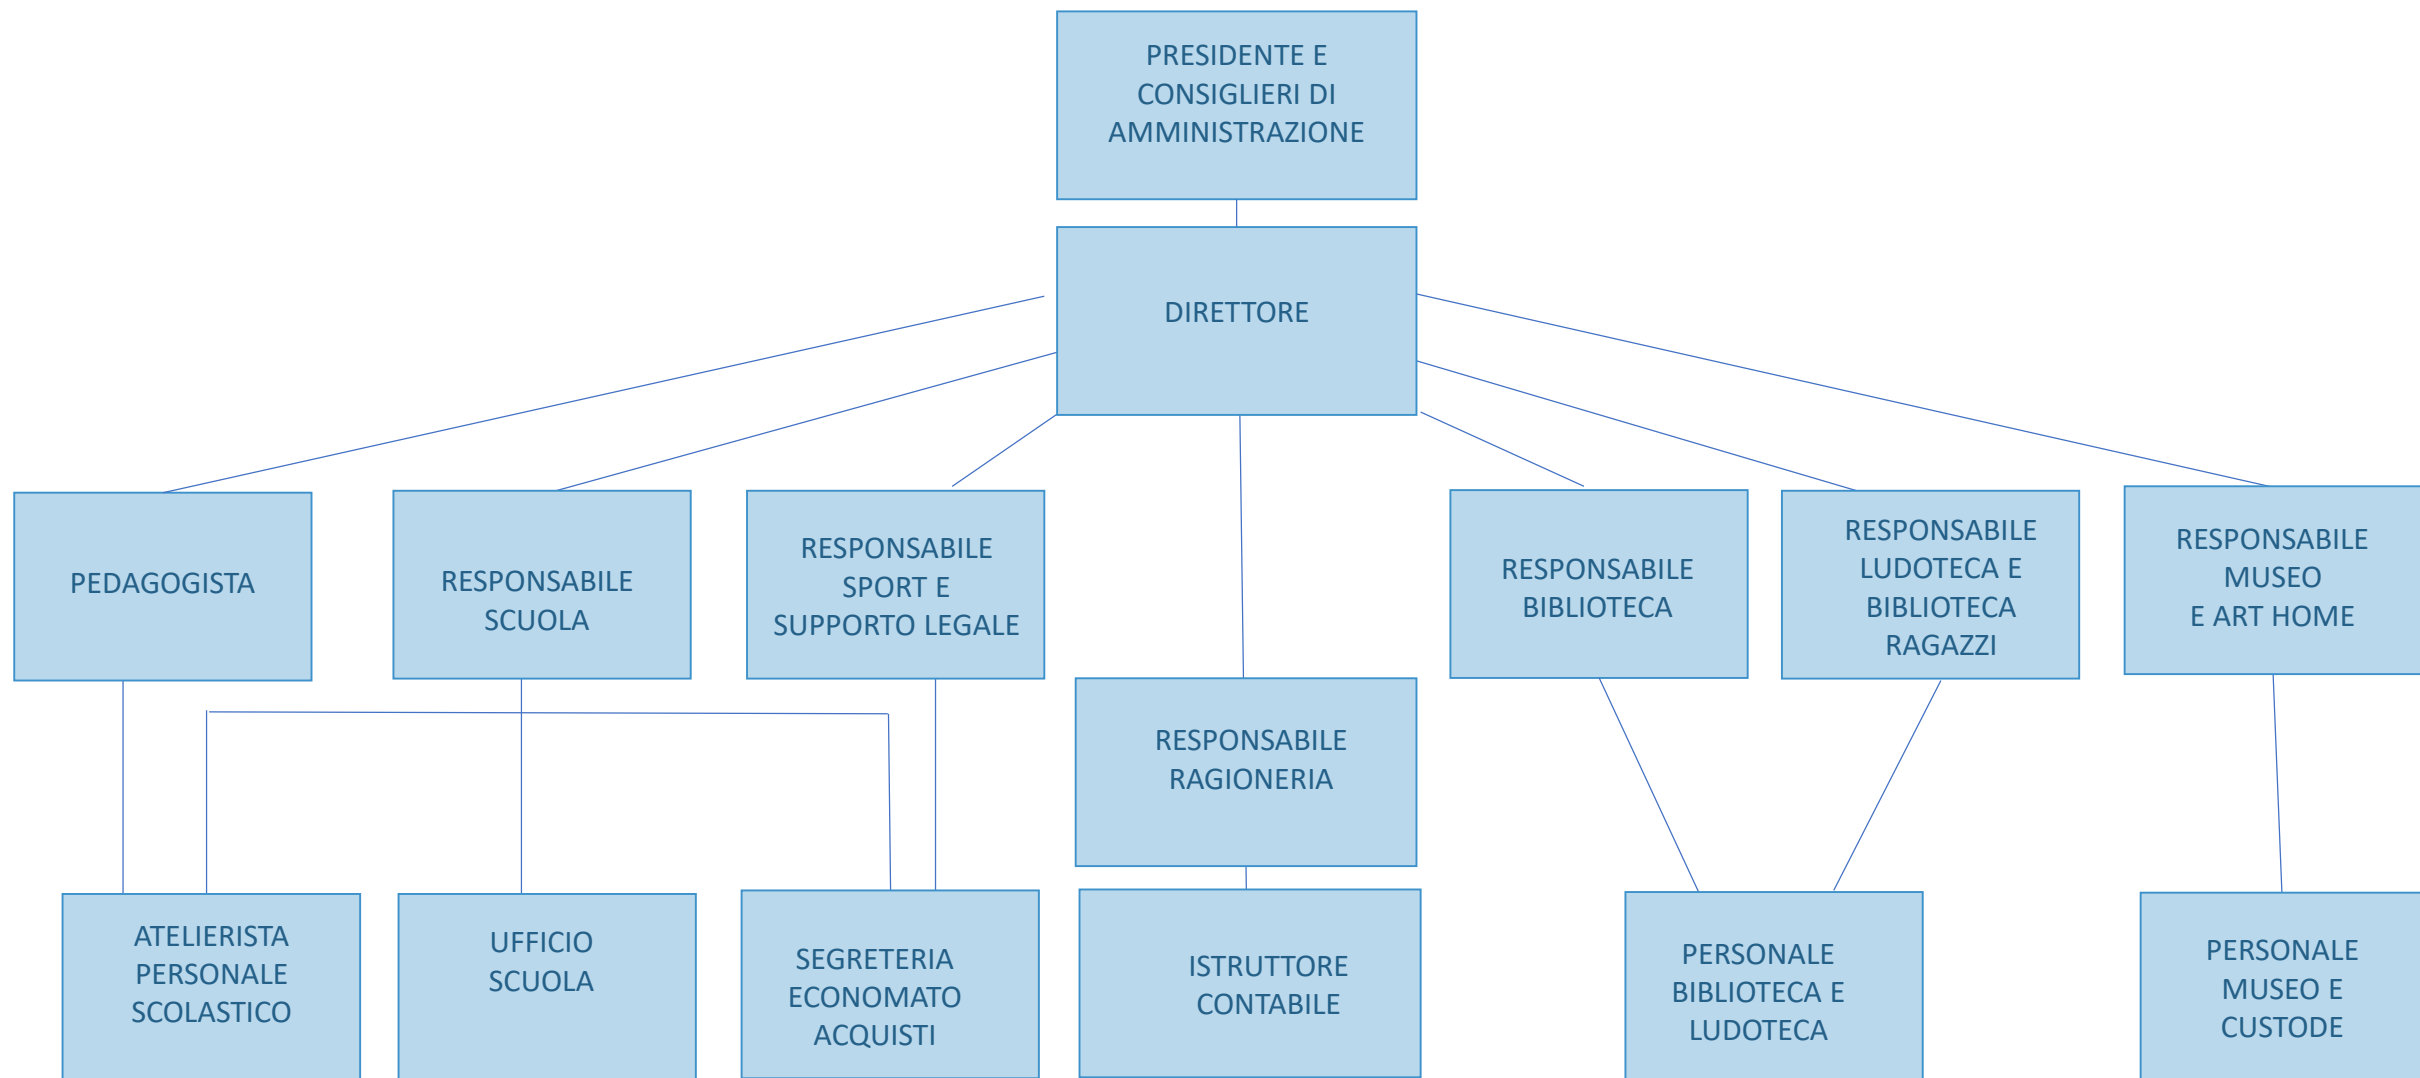 PRESIDENTE E
CONSIGLIERI DI
AMMINISTRAZIONE
DIRETTORE
PEDAGOGISTA
RESPONSABILE
SCUOLA
RESPONSABILE
SPORT E
SUPPORTO LEGALE
RESPONSABILE
RAGIONERIA
RESPONSABILE
BIBLIOTECA
RESPONSABILE
LUDOTECA E
BIBLIOTECA
RAGAZZI
RESPONSABILE
MUSEO
E ART HOME
ATELIERISTA
PERSONALE
SCOLASTICO
UFFICIO
SCUOLA
SEGRETERIA
ECONOMATO
ACQUISTI
ISTRUTTORE
CONTABILE
PERSONALE
BIBLIOTECA E
LUDOTECA
PERSONALE
MUSEO E
CUSTODE